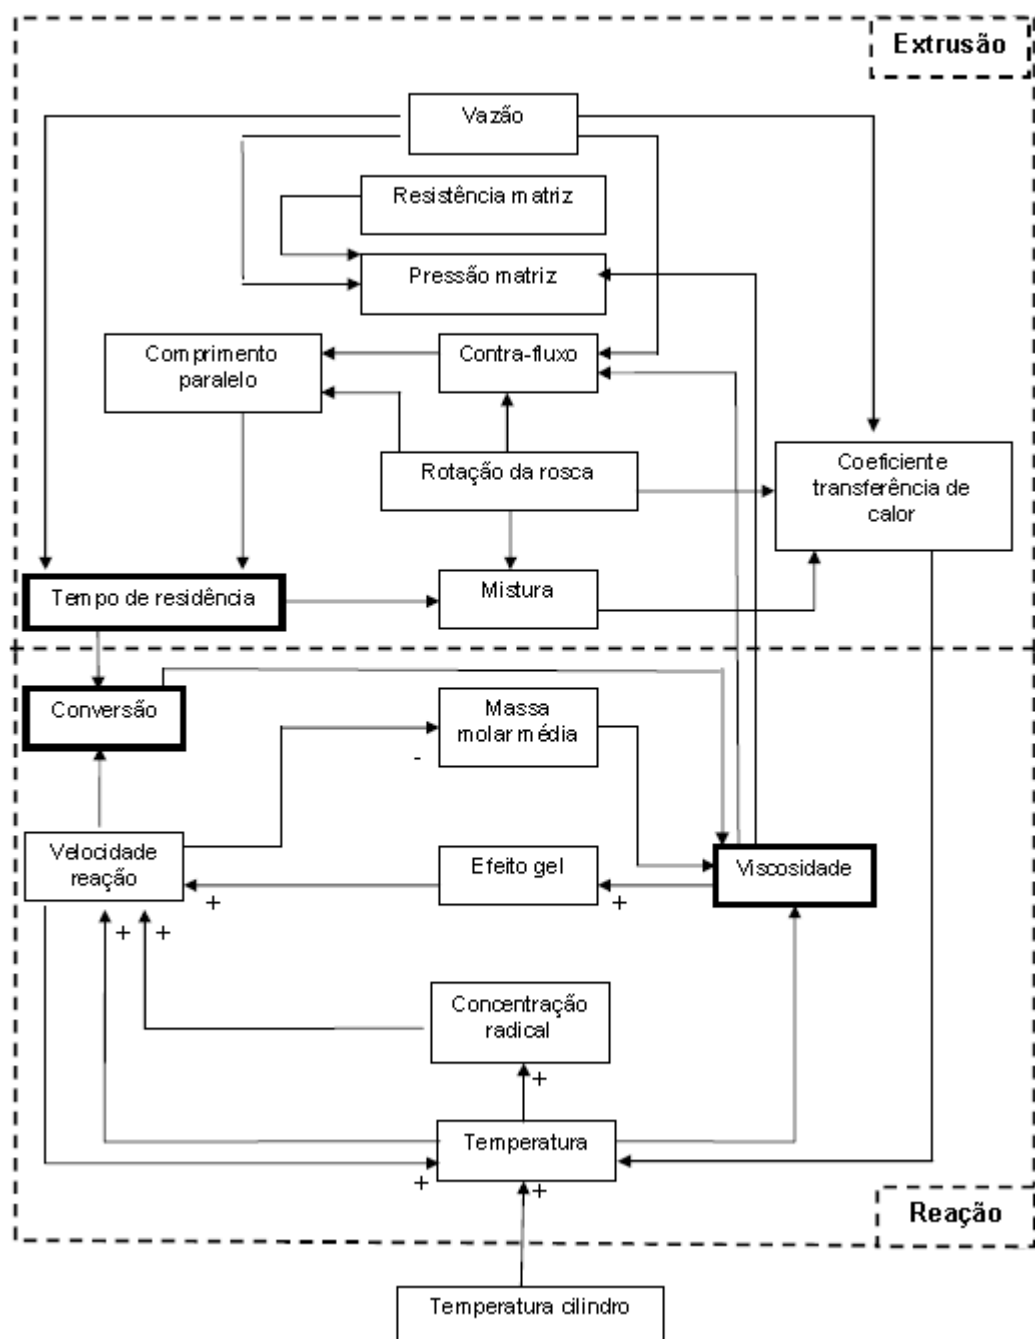 Extrusão
Vazão
Resistência matriz
Pressão matriz
Comprimento
paralelo
Contra-fluxo
Rotação da rosca
Coeficiente
transferência de
calor
Tempo de residência
Mistura
Conversão
Massa
molar média
-
Velocidade
reação
Efeito gel
Viscosidade
+
+
+
+
Concentração
radical
+
Temperatura
+
+
Reação
Temperatura cilindro